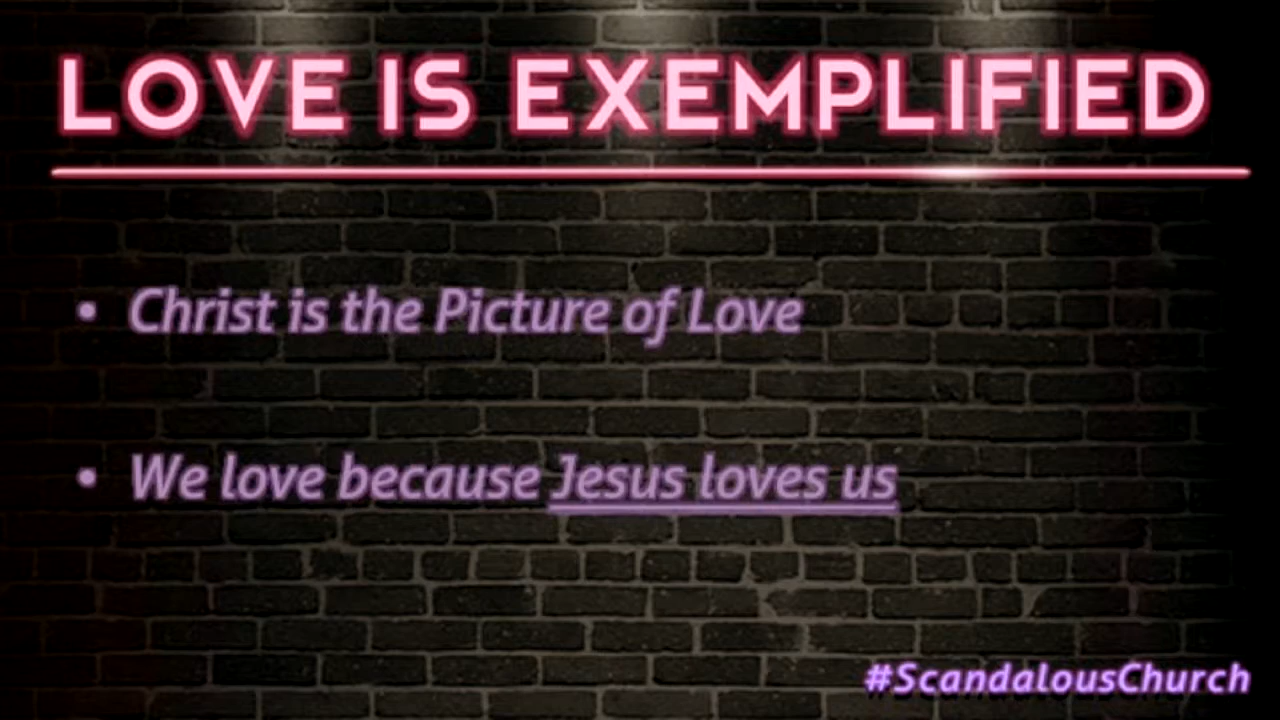 LOVE IS EXEMPLIFIED
• Christ is the Picture of Love
• We love because Jesus loves us
#ScandalousChurch